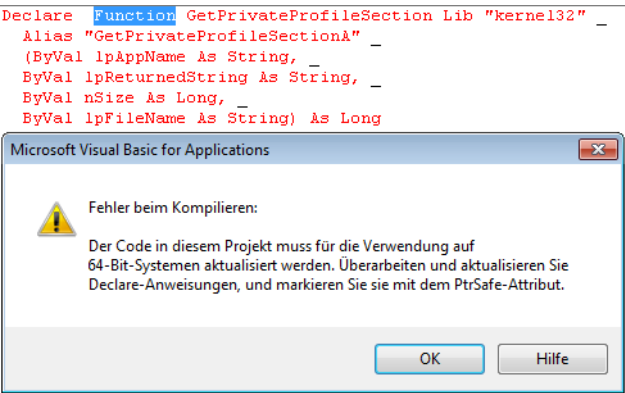 Declare  Function GetPrivateProfileSection Lib "kernel32" _
Alias "GetPrivateProfileSectionA" _
(ByVal lpAppName As String, _
ByVal lpReturnedString As String, _
ByVal nSize As Long, _
ByVal lpFileName As String) As Long
Microsoft Visual Basic for Applications
Fehler beim Kompilieren:
Der Code in diesem Projekt muss für die Verwendung auf
64-Bit-Systemen aktualisiert werden. Überarbeiten und aktualisieren Sie
Declare-Anweisungen, und markieren Sie sie mit dem PtrSafe-Attribut.
OK
Hilfe